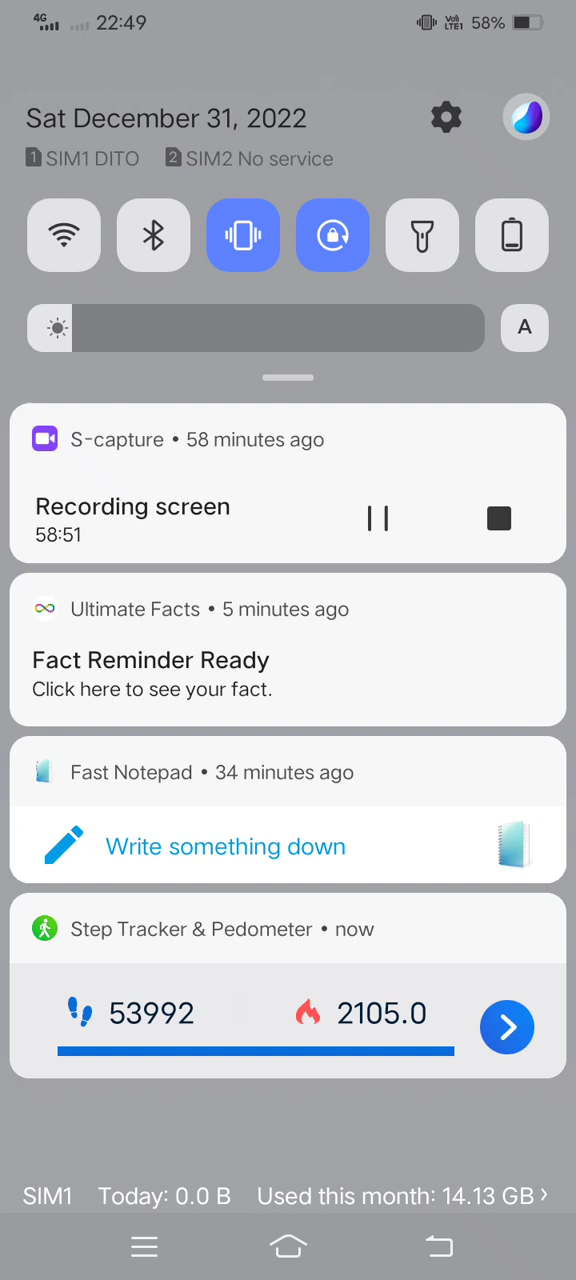 4G 22:49 VoI) LTE1 58%
Sat December 31, 2022
1 SIM1 DITO 2 SIM2 No service
A
S-capture • 58 minutes ago
Recording screen
58:51
Ultimate Facts • 5 minutes ago
Fact Reminder Ready
Click here to see your fact.
Fast Notepad • 34 minutes ago
Write something down
Step Tracker & Pedometer • now
53992 2105.0
SIM1 Today: 0.0 B Used this month: 14.13 GB ›